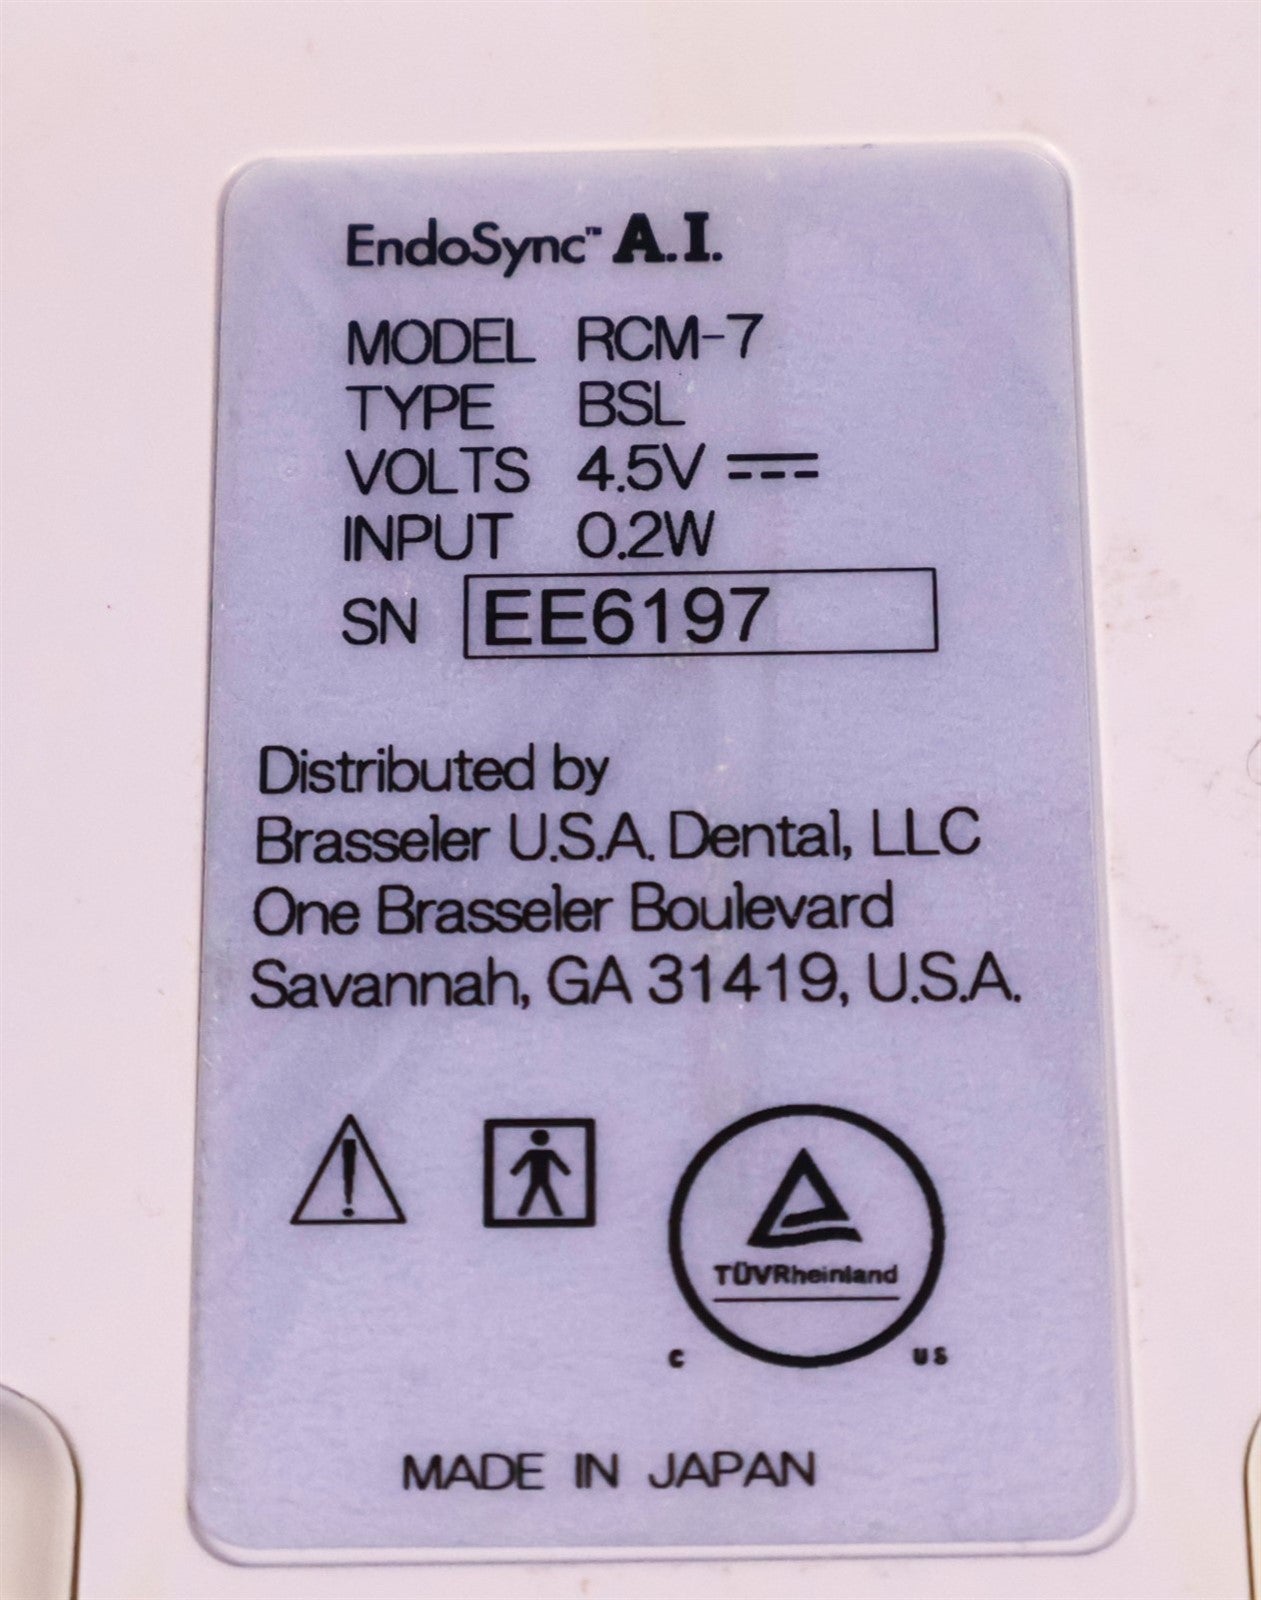 EndoSync™ A.I.
MODEL RCM-7
TYPE BSL
VOLTS 4.5V ⎓
INPUT 0.2W
SN EE6197
Distributed by
Brasseler U.S.A. Dental, LLC
One Brasseler Boulevard
Savannah, GA 31419, U.S.A.
TÜVRheinland
C US
MADE IN JAPAN